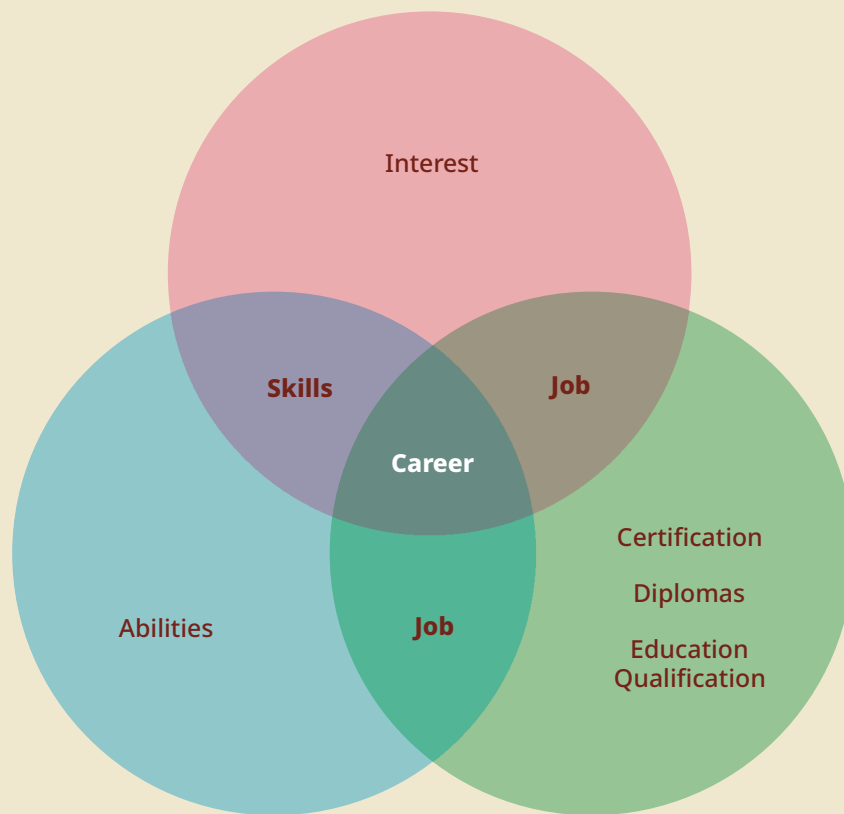 Interest
Skills
Job
Career
Certification
Diplomas
Education
Qualification
Abilities
Job